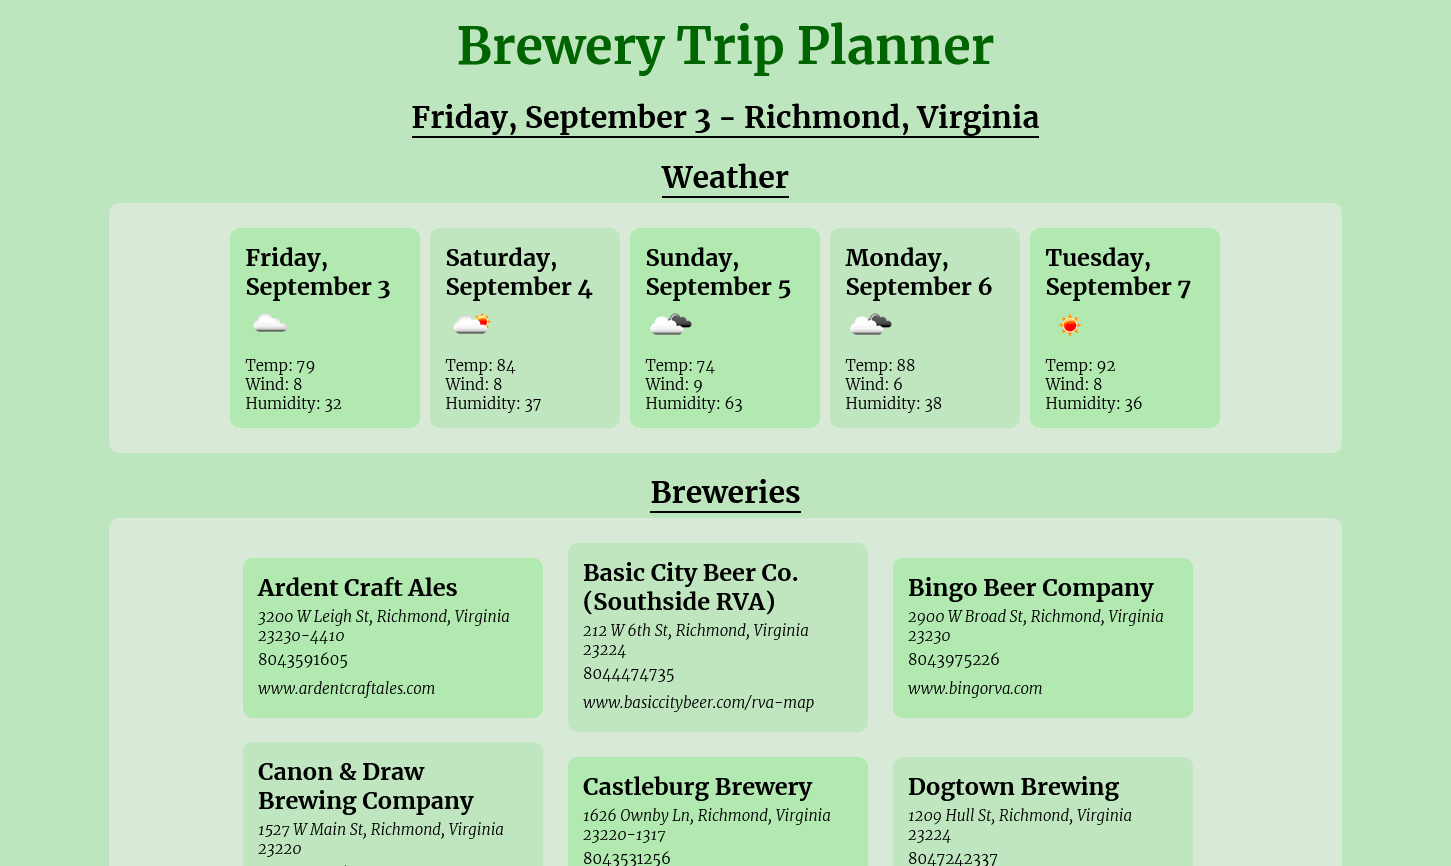 Brewery Trip Planner
Friday, September 3 - Richmond, Virginia
Weather
Friday,
September 3
Temp: 79
Wind: 8
Humidity: 32
Saturday,
September 4
Temp: 84
Wind: 8
Humidity: 37
Sunday,
September 5
Temp: 74
Wind: 9
Humidity: 63
Monday,
September 6
Temp: 88
Wind: 6
Humidity: 38
Tuesday,
September 7
Temp: 92
Wind: 8
Humidity: 36
Breweries
Ardent Craft Ales
3200 W Leigh St, Richmond, Virginia
23230-4410
8043591605
www.ardentcraftales.com
Basic City Beer Co.
(Southside RVA)
212 W 6th St, Richmond, Virginia
23224
8044474735
www.basiccitybeer.com/rva-map
Bingo Beer Company
2900 W Broad St, Richmond, Virginia
23230
8043975226
www.bingorva.com
Canon & Draw
Brewing Company
1527 W Main St, Richmond, Virginia
23220
Castleburg Brewery
1626 Ownby Ln, Richmond, Virginia
23220-1317
8043531256
Dogtown Brewing
1209 Hull St, Richmond, Virginia
23224
8047242337